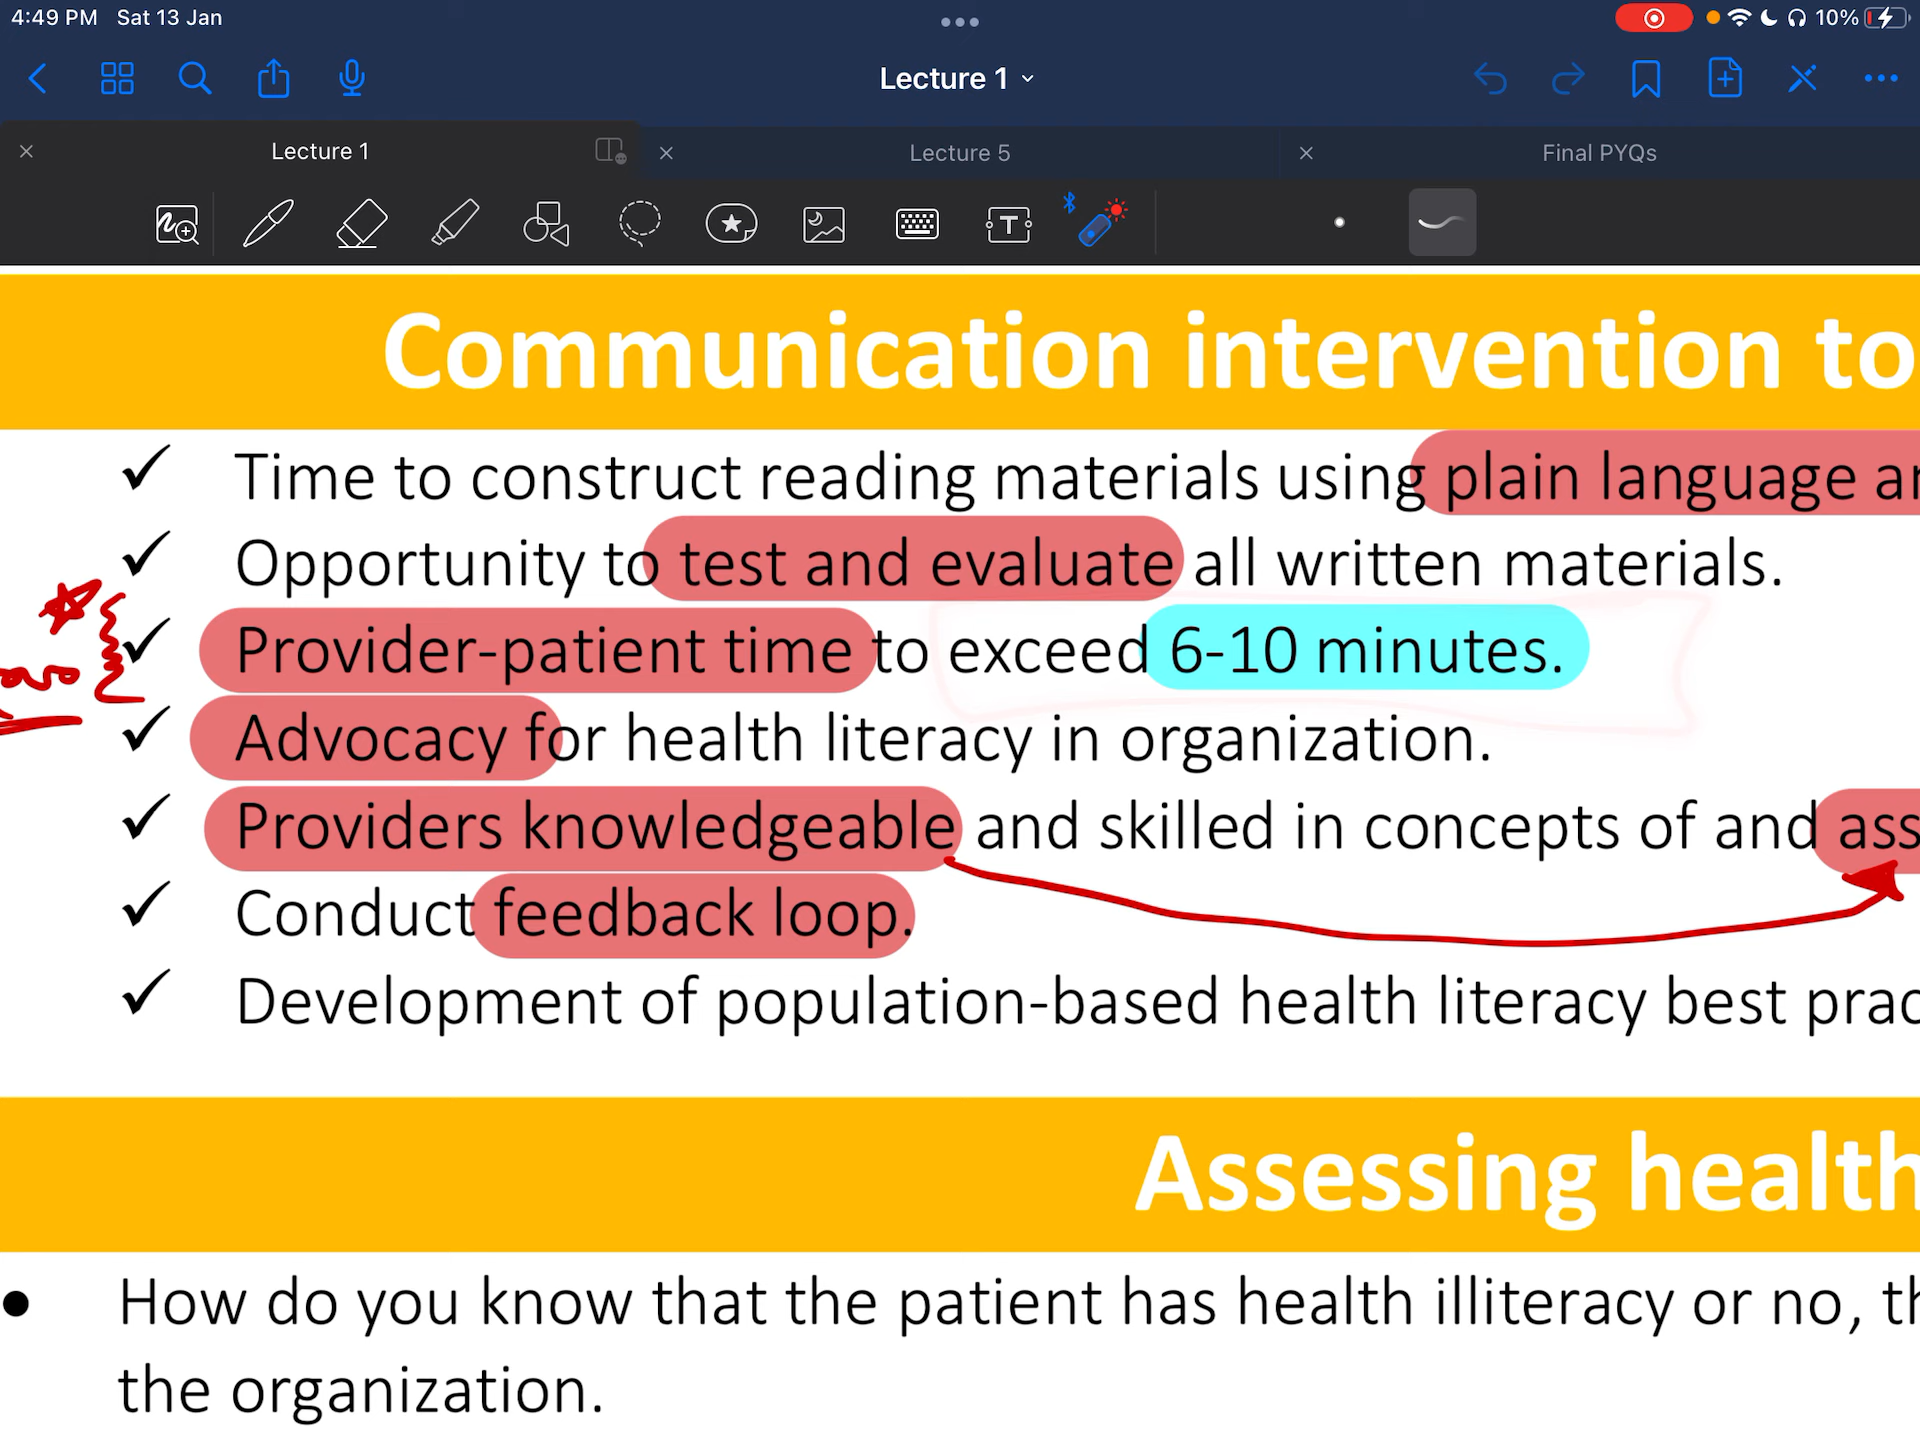 4:49 PM Sat 13 Jan
10%
Lecture 1
Lecture 1
Lecture 5
Final PYQs
Communication intervention to
✓ Time to construct reading materials using plain language
✓ Opportunity to test and evaluate all written materials.
✓ Provider-patient time to exceed 6-10 minutes.
✓ Advocacy for health literacy in organization.
✓ Providers knowledgeable and skilled in concepts of and
✓ Conduct feedback loop.
✓ Development of population-based health literacy best
Assessing health
• How do you know that the patient has health illiteracy or no,
the organization.